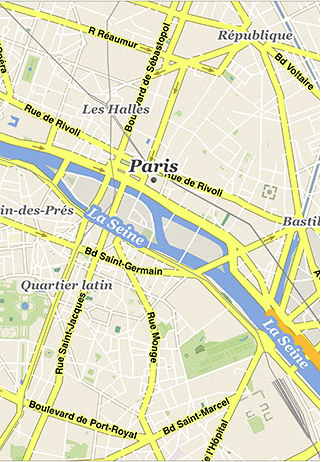 R Réaumur
République
Opéra
Boulevard de Sébastopol
Bd Voltaire
Les Halles
Rue de Rivoli
Paris
Rue de Rivoli
in-des-Prés
La Seine
Bastil
Bd Saint-Germain
Quartier latin
Rue Saint-Jacques
Rue Monge
La Seine
Boulevard de Port-Royal
Bd Saint-Marcel
e l'Hôpital